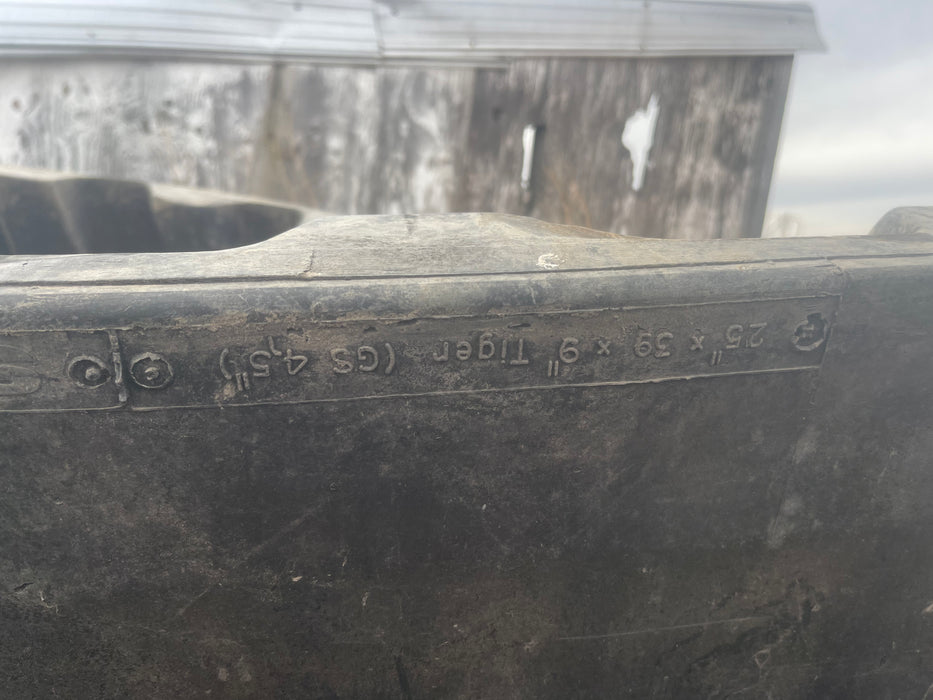 25" x 39 x 9" Tiger (GS 4,5")